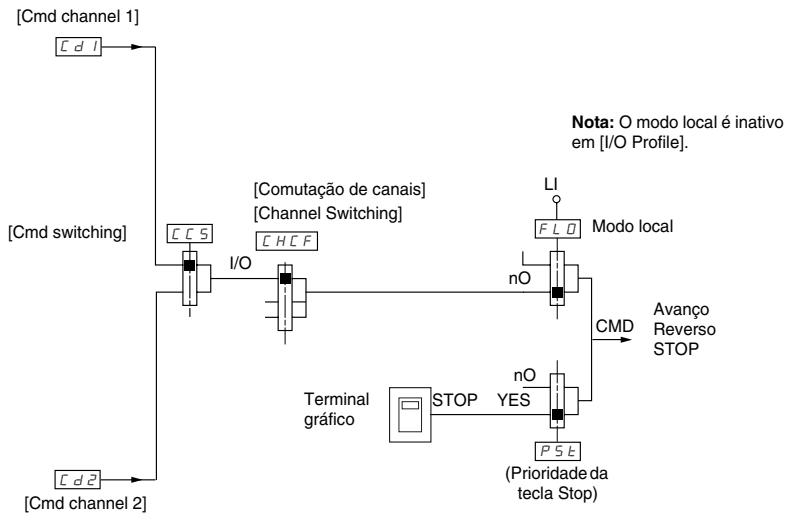 [Cmd channel 1]
Cd1
Nota: O modo local é inativo
em [I/O Profile].
LI
[Comutação de canais]
[Channel Switching]
[Cmd switching]
CCS
CHCF
FLO
Modo local
I/O
nO
Avanço
Reverso
STOP
CMD
nO
Terminal
gráfico
STOP
YES
PSt
(Prioridade da
tecla Stop)
Cd2
[Cmd channel 2]